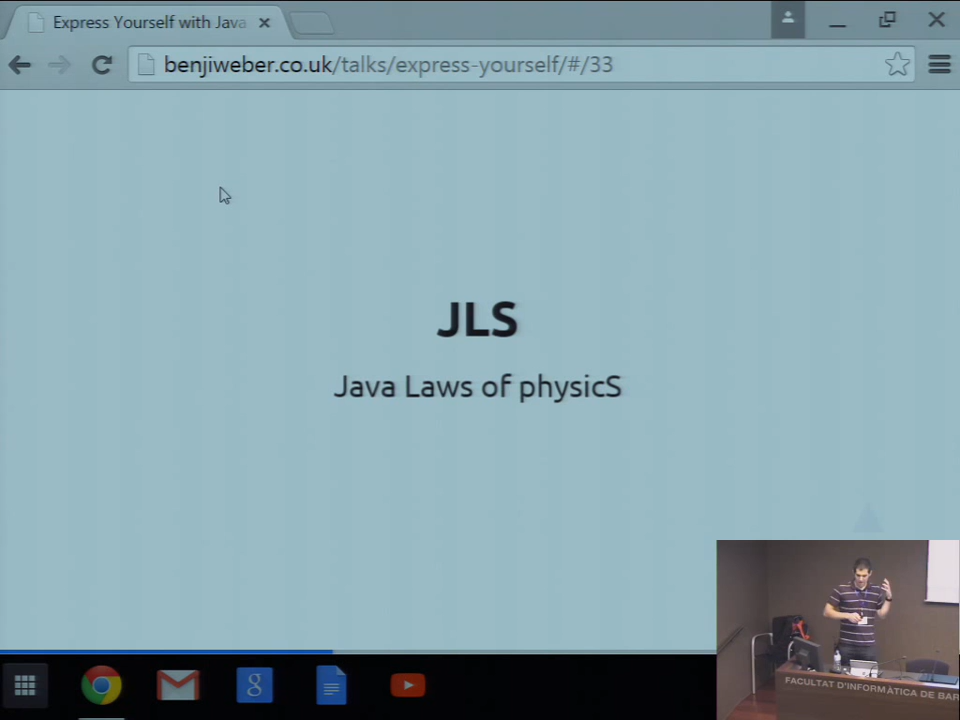 Express Yourself with Java
benjiweber.co.uk/talks/express-yourself/#/33
JLS
Java Laws of physicS
g
FACULTAT D'INFORMÀTICA DE BAR